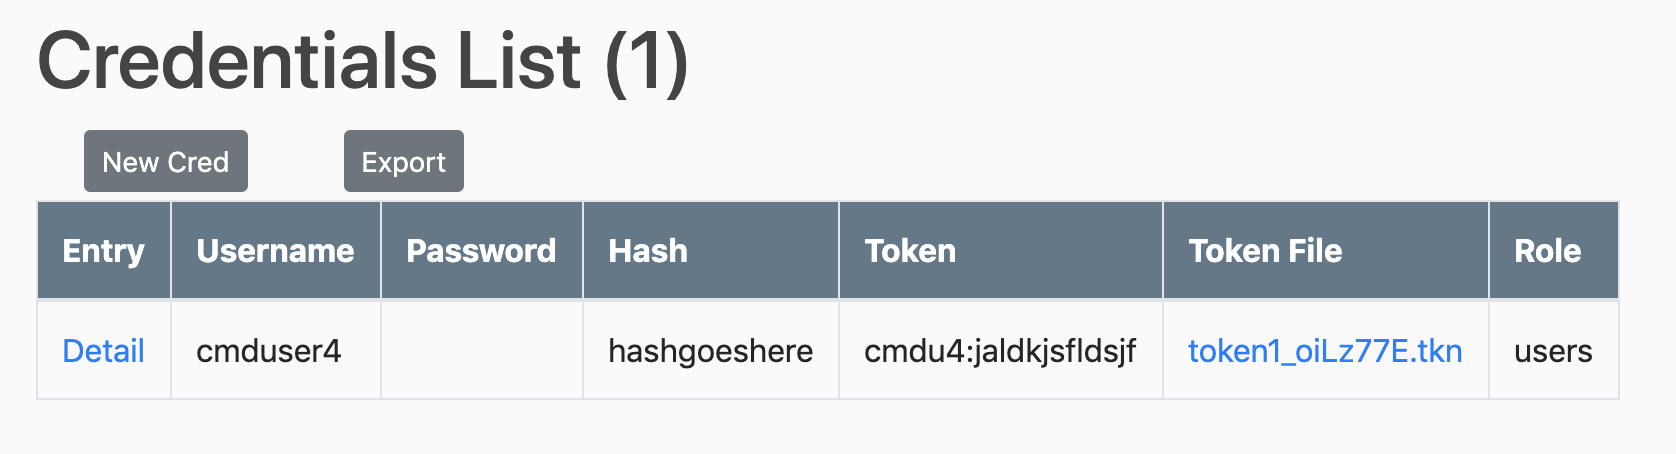 Credentials List (1)
New Cred Export
Entry Username Password Hash Token Token File Role
Detail cmduser4 hashgoeshere cmdu4:jaldkjsfldsjf token1_oiLz77E.tkn users